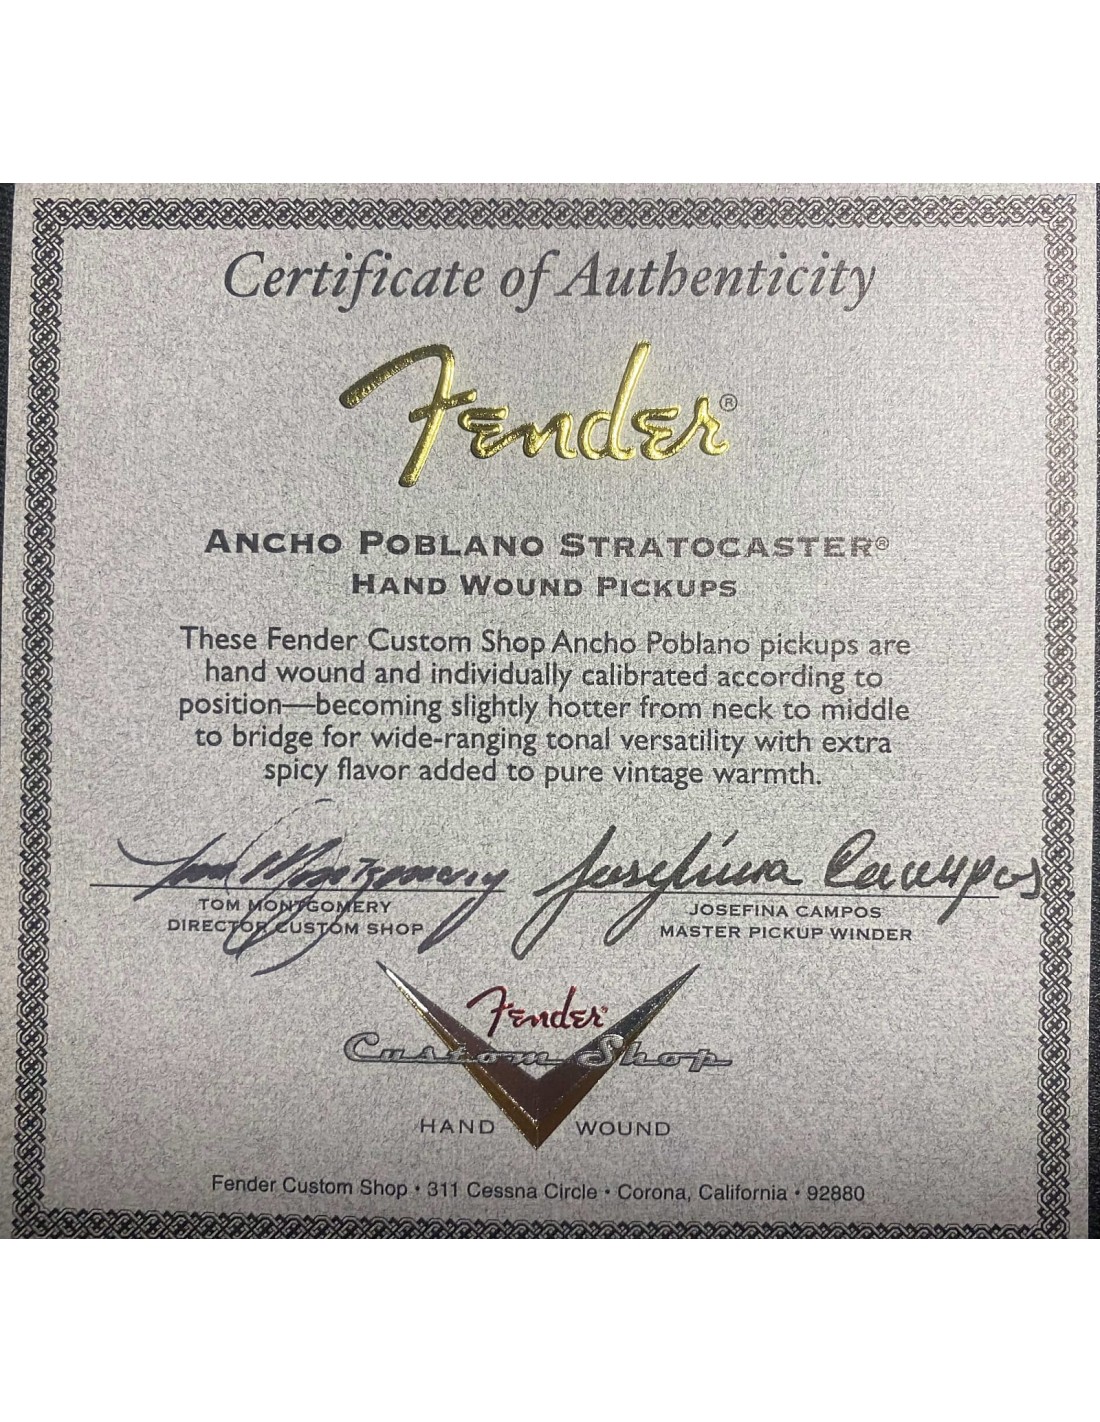 Certificate of Authenticity
Fender®
ANCHO POBLANO STRATOCASTER®
HAND WOUND PICKUPS
These Fender Custom Shop Ancho Poblano pickups are
hand wound and individually calibrated according to
position—becoming slightly hotter from neck to middle
to bridge for wide-ranging tonal versatility with extra
spicy flavor added to pure vintage warmth.
Tom Montgomery Josefina Campos
TOM MONTGOMERY JOSEFINA CAMPOS
DIRECTOR CUSTOM SHOP MASTER PICKUP WINDER
Fender®
Custom Shop
HAND WOUND
Fender Custom Shop • 311 Cessna Circle • Corona, California • 92880